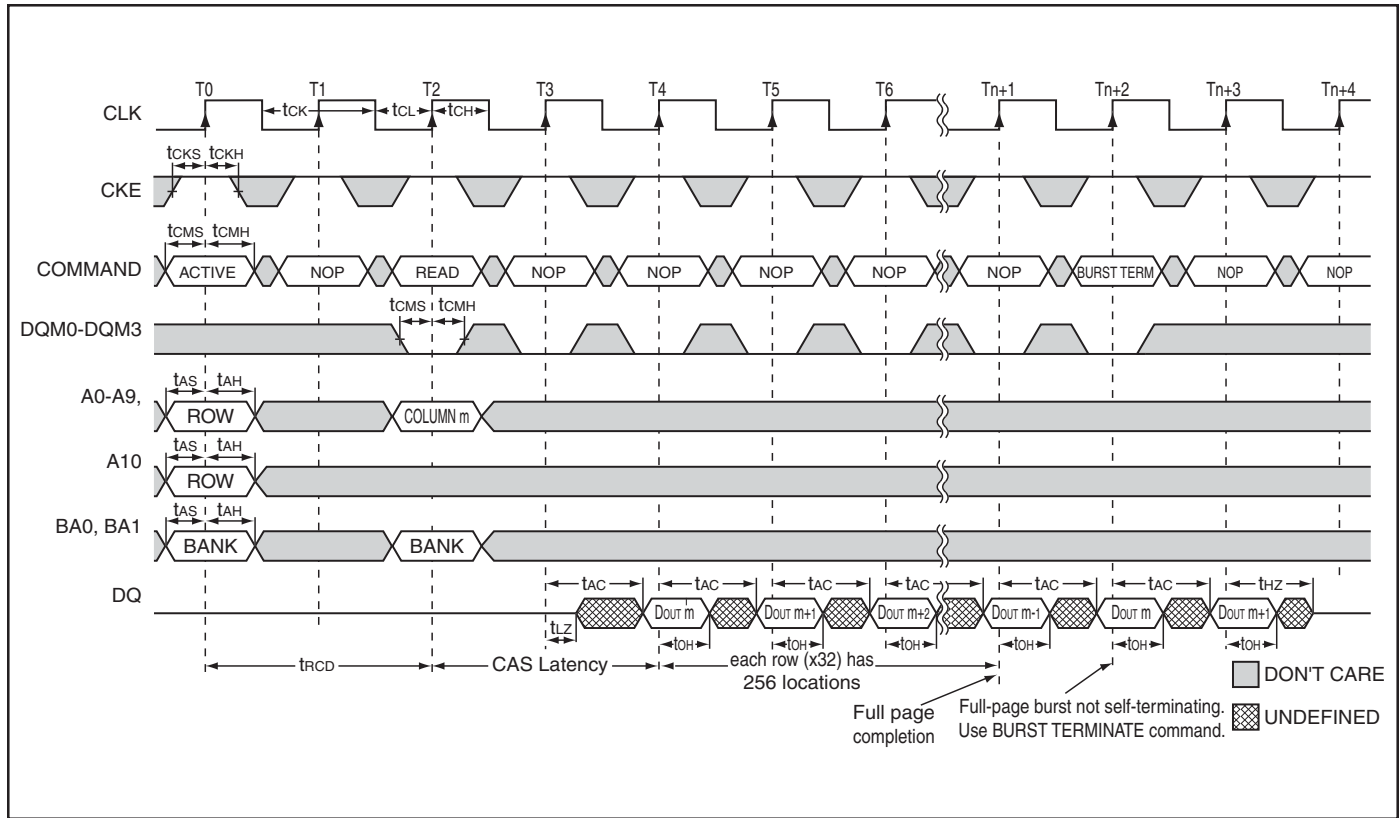 T0 T1 T2 T3 T4 T5 T6 Tn+1 Tn+2 Tn+3 Tn+4
CLK tCK tCL tCH
tCKS tCKH
CKE
tCMS tCMH
COMMAND ACTIVE NOP READ NOP NOP NOP NOP NOP BURST TERM NOP NOP
tCMS tCMH
DQM0-DQM3
tAS tAH
A0-A9, ROW COLUMN m
tAS tAH
A10 ROW
tAS tAH
BA0, BA1 BANK BANK
tAC tAC tAC tAC tAC tAC tHZ
DQ DOUT m DOUT m+1 DOUT m+2 DOUT m-1 DOUT m DOUT m+1
tLZ tOH tOH tOH tOH tOH tOH
tRCD CAS Latency each row (x32) has
256 locations
DON'T CARE
Full page
completion
Full-page burst not self-terminating.
Use BURST TERMINATE command.
UNDEFINED